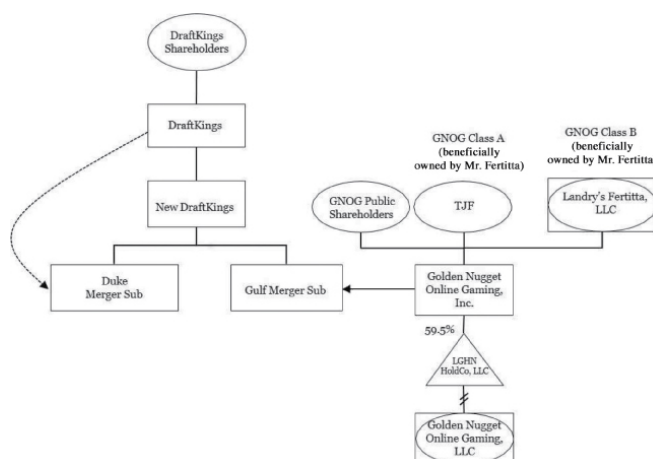 DraftKings
Shareholders
DraftKings
New DraftKings
Duke
Merger Sub
Gulf Merger Sub
GNOG Class A
(beneficially
owned by Mr. Fertitta)
GNOG Class B
(beneficially
owned by Mr. Fertitta)
GNOG Public
Shareholders
TJF
Landry's Fertitta,
LLC
Golden Nugget
Online Gaming,
Inc.
59.5%
LGHN
HoldCo, LLC
Golden Nugget
Online Gaming,
LLC